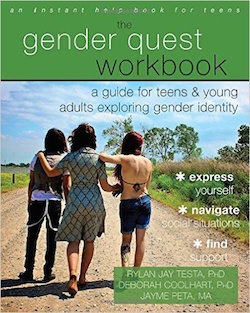 an instant help book for teens
the
gender quest
workbook
a guide for teens & young
adults exploring gender identity
* express
yourself
* navigate
social situations
* find
support
RYLAN JAY TESTA, PhD
DEBORAH COOLHART, PhD
JAYME PETA, MA